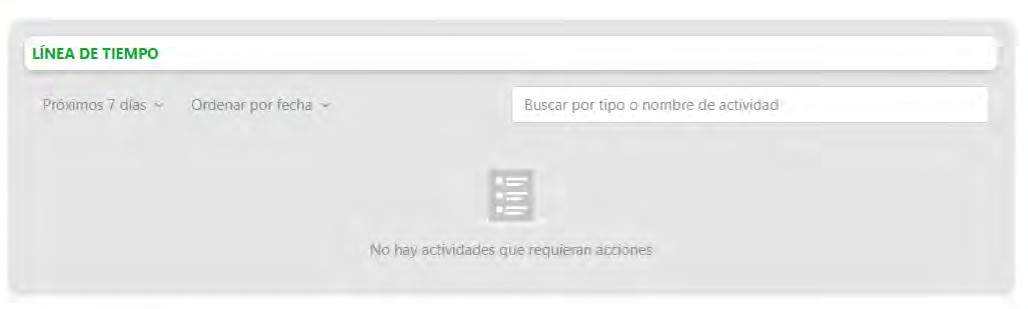 LÍNEA DE TIEMPO
Próximos 7 días Ordenar por fecha Buscar por tipo o nombre de actividad
No hay actividades que requieran acciones